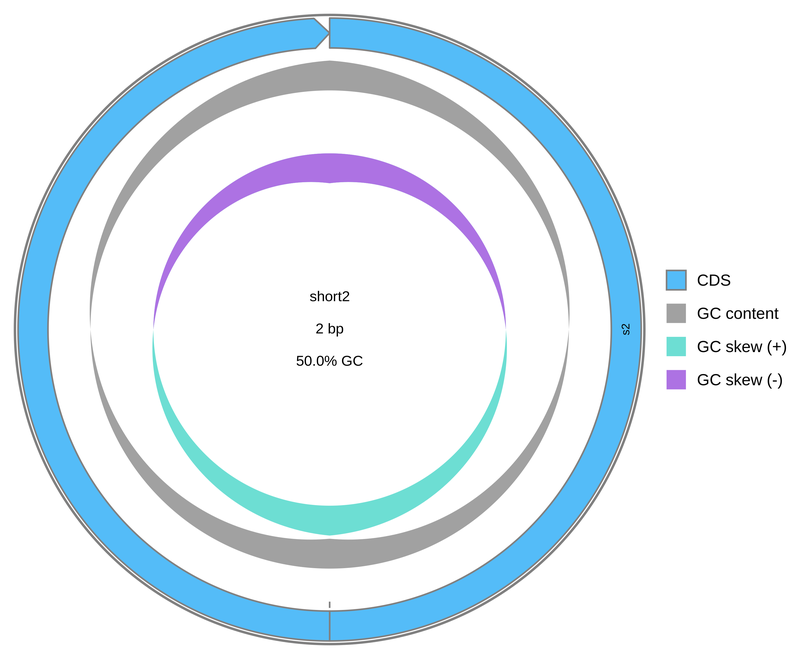 short2
2 bp
50.0% GC
s2
CDS
GC content
GC skew (+)
GC skew (-)